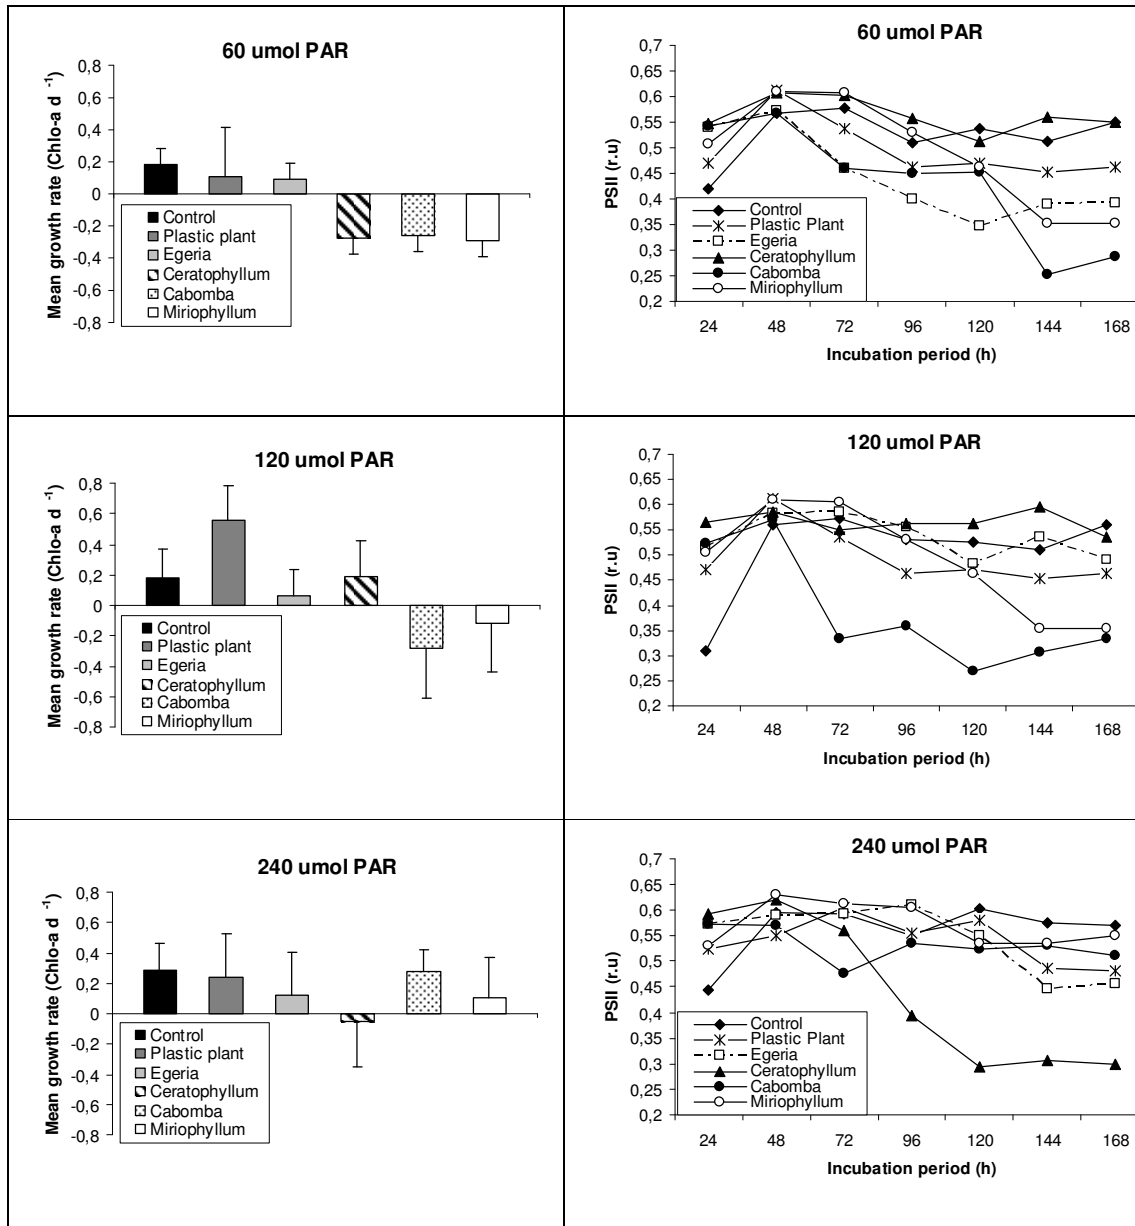 60 umol PAR
Mean growth rate (Chlo-a d -1)
0,8
0,6
0,4
0,2
0
-0,2
-0,4
-0,6
-0,8
Control
Plastic plant
Egeria
Ceratophyllum
Cabomba
Miriophyllum
60 umol PAR
PSII (r.u)
0,7
0,65
0,6
0,55
0,5
0,45
0,4
0,35
0,3
0,25
0,2
Control
Plastic Plant
Egeria
Ceratophyllum
Cabomba
Miriophyllum
24 48 72 96 120 144 168
Incubation period (h)
120 umol PAR
Mean growth rate (Chlo-a d -1)
0,8
0,6
0,4
0,2
0
-0,2
-0,4
-0,6
-0,8
Control
Plastic plant
Egeria
Ceratophyllum
Cabomba
Miriophyllum
120 umol PAR
PSII (r.u)
0,7
0,65
0,6
0,55
0,5
0,45
0,4
0,35
0,3
0,25
0,2
24 48 72 96 120 144 168
Incubation period (h)
240 umol PAR
Mean growth rate (Chlo-a d -1)
0,8
0,6
0,4
0,2
0
-0,2
-0,4
-0,6
-0,8
Control
Plastic plant
Egeria
Ceratophyllum
Cabomba
Miriophyllum
240 umol PAR
PSII (r.u)
0,7
0,65
0,6
0,55
0,5
0,45
0,4
0,35
0,3
0,25
0,2
Control
Plastic Plant
Egeria
Ceratophyllum
Cabomba
Miriophyllum
24 48 72 96 120 144 168
Incubation period (h)